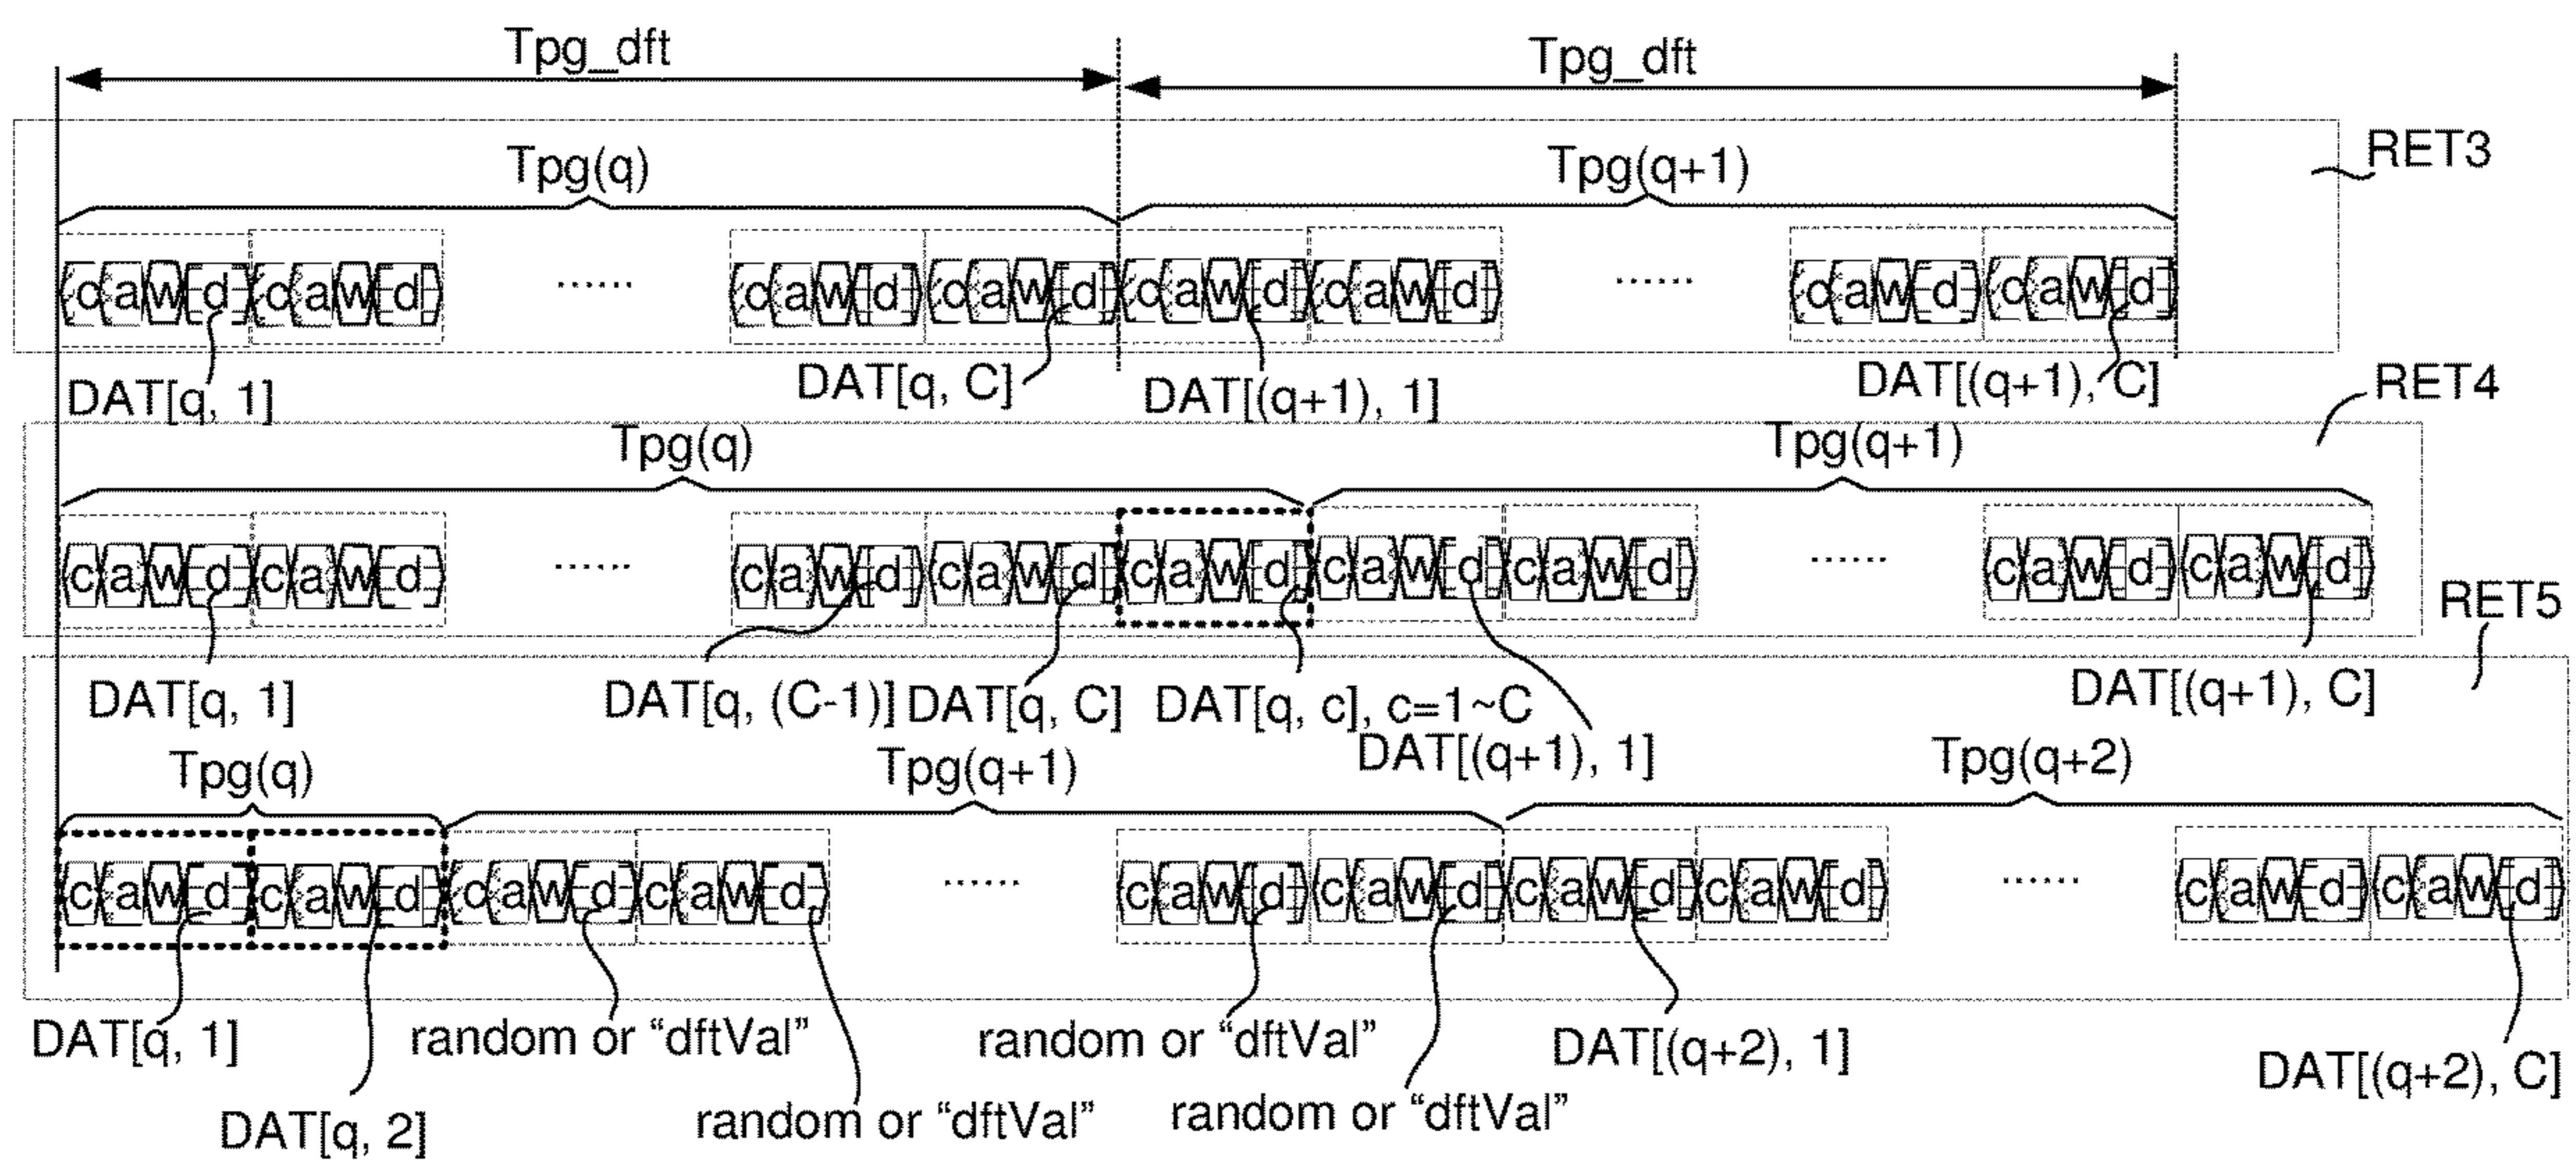 Tpg_dft Tpg_dft
RET3
Tpg(q) Tpg(q+1)
c a w d c a w d ...... c a w d c a w d c a w d c a w d ...... c a w d c a w d
DAT[q, 1] DAT[q, C] DAT[(q+1), 1] DAT[(q+1), C]
RET4
Tpg(q) Tpg(q+1)
c a w d c a w d ...... c a w d c a w d c a w d c a w d c a w d ...... c a w d c a w d
RET5
DAT[q, 1] DAT[q, (C-1)] DAT[q, C] DAT[q, c], c=1~C DAT[(q+1), C]
DAT[(q+1), 1]
Tpg(q) Tpg(q+1) Tpg(q+2)
c a w d c a w d c a w d c a w d ...... c a w d c a w d c a w d c a w d ...... c a w d c a w d
DAT[q, 1] random or “dftVal” random or “dftVal” DAT[(q+2), 1] DAT[(q+2), C]
DAT[q, 2] random or “dftVal” random or “dftVal”